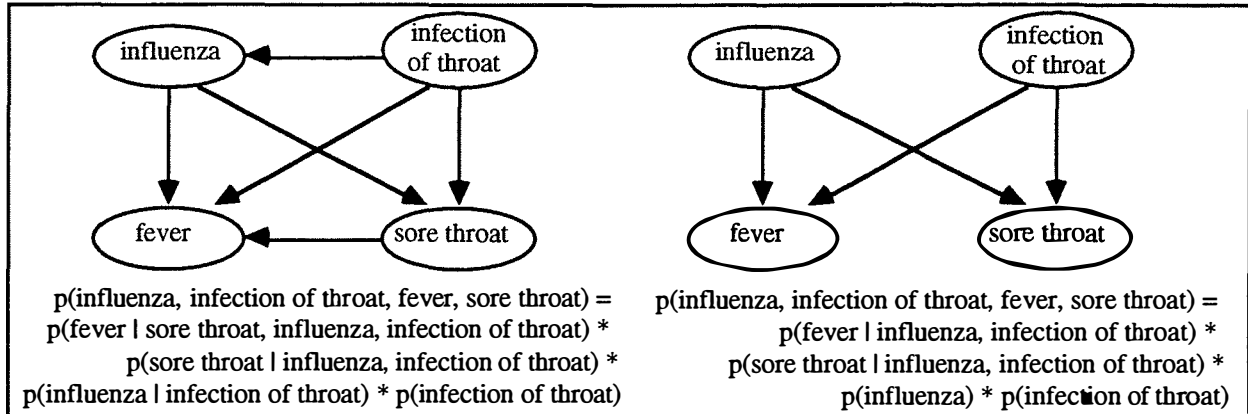 influenza
infection
of throat
fever
sore throat
p(influenza, infection of throat, fever, sore throat) =
p(fever | sore throat, influenza, infection of throat) *
p(sore throat | influenza, infection of throat) *
p(influenza | infection of throat) * p(infection of throat)
influenza
infection
of throat
fever
sore throat
p(influenza, infection of throat, fever, sore throat) =
p(fever | influenza, infection of throat) *
p(sore throat | influenza, infection of throat) *
p(influenza) * p(infection of throat)